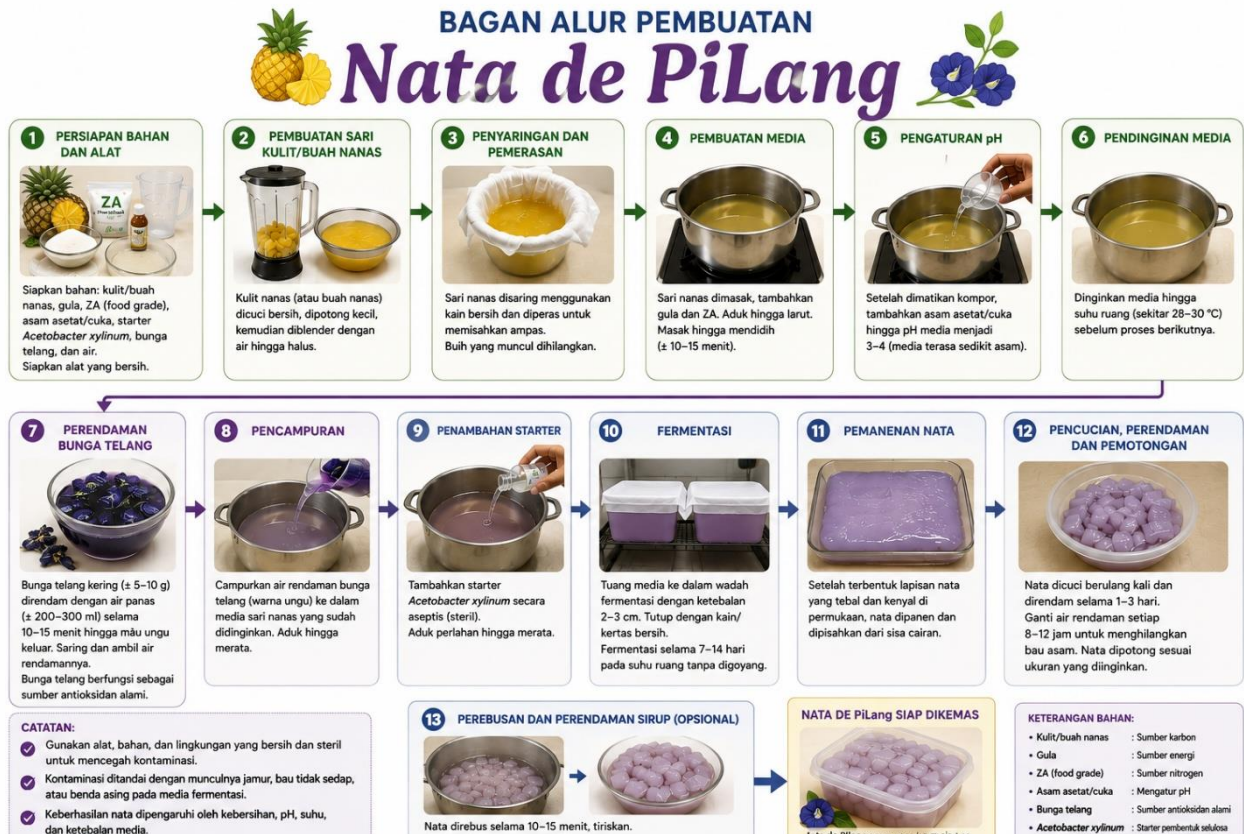 BAGAN ALUR PEMBUATAN
Nata de PiLang
1 PERSIAPAN BAHAN
DAN ALAT
ZA
Siapkan bahan: kulit/buah
nanas, gula, ZA (food grade),
asam asetat/cuka, starter
Acetobacter xylinum, bunga
telang, dan air.
Siapkan alat yang bersih.
2 PEMBUATAN SARI
KULIT/BUAH NANAS
Kulit nanas (atau buah nanas)
dicuci bersih, dipotong kecil,
kemudian diblender dengan
air hingga halus.
3 PENYARINGAN DAN
PEMERASAN
Sari nanas disaring menggunakan
kain bersih dan diperas untuk
memisahkan ampas.
Buih yang muncul dihilangkan.
4 PEMBUATAN MEDIA
Sari nanas dimasak, tambahkan
gula dan ZA. Aduk hingga larut.
Masak hingga mendidih
(± 10–15 menit).
5 PENGATURAN pH
Setelah dimatikan kompor,
tambahkan asam asetat/cuka
hingga pH media menjadi
3–4 (media terasa sedikit asam).
6 PENDINGINAN MEDIA
Dinginkan media hingga
suhu ruang (sekitar 28–30 °C)
sebelum proses berikutnya.
7 PERENDAMAN
BUNGA TELANG
Bunga telang kering (± 5–10 g)
direndam dengan air panas
(± 200–300 ml) selama
10–15 menit hingga mau ungu
keluar. Saring dan ambil air
rendamannya.
Bunga telang berfungsi sebagai
sumber antioksidan alami.
8 PENCAMPURAN
Campurkan air rendaman bunga
telang (warna ungu) ke dalam
media sari nanas yang sudah
didinginkan. Aduk hingga
merata.
9 PENAMBAHAN STARTER
Tambahkan starter
Acetobacter xylinum secara
aseptis (steril).
Aduk perlahan hingga merata.
10 FERMENTASI
Tuang media ke dalam wadah
fermentasi dengan ketebalan
2–3 cm. Tutup dengan kain/
kertas bersih.
Fermentasi selama 7–14 hari
pada suhu ruang tanpa digoyang.
11 PEMANENAN NATA
Setelah terbentuk lapisan nata
yang tebal dan kenyal di
permukaan, nata dipanen dan
dipisahkan dari sisa cairan.
12 PENCUCIAN, PERENDAMAN
DAN PEMOTONGAN
Nata dicuci berulang kali dan
direndam selama 1–3 hari.
Ganti air rendaman setiap
8–12 jam untuk menghilangkan
bau asam. Nata dipotong sesuai
ukuran yang diinginkan.
CATATAN:
Gunakan alat, bahan, dan lingkungan yang bersih dan steril
untuk mencegah kontaminasi.
Kontaminasi ditandai dengan munculnya jamur, bau tidak sedap,
atau benda asing pada media fermentasi.
Keberhasilan nata dipengaruhi oleh kebersihan, pH, suhu,
dan ketebalan media.
13 PEREBUSAN DAN PERENDAMAN SIRUP (OPSIONAL)
Nata direbus selama 10–15 menit, tiriskan.
NATA DE PiLang SIAP DIKEMAS
KETERANGAN BAHAN:
• Kulit/buah nanas : Sumber karbon
• Gula : Sumber energi
• ZA (food grade) : Sumber nitrogen
• Asam asetat/cuka : Mengatur pH
• Bunga telang : Sumber antioksidan alami
• Acetobacter xylinum : Starter pembentuk selulosa